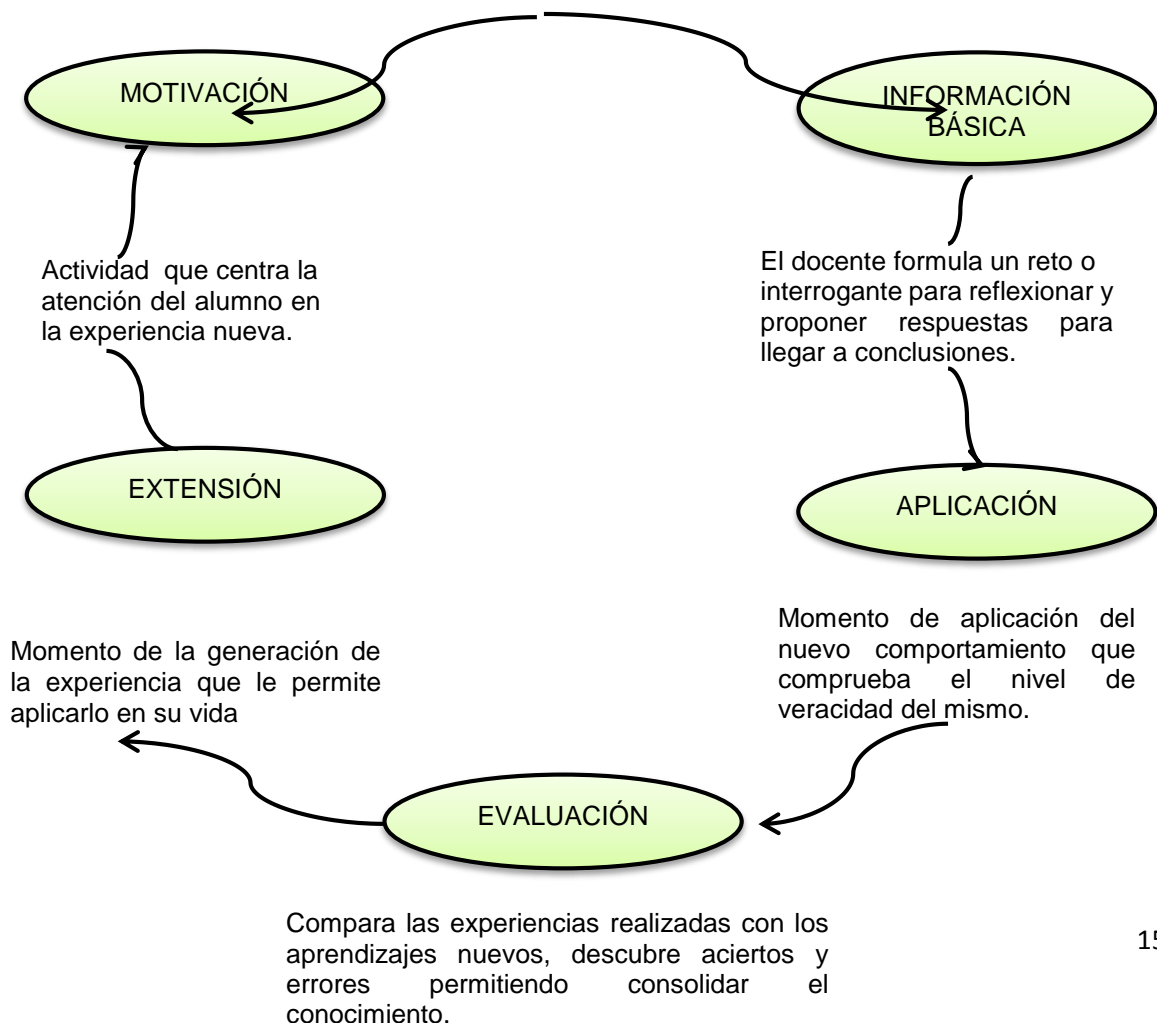 MOTIVACIÓN
INFORMACIÓN
BÁSICA
Actividad que centra la
atención del alumno en
la experiencia nueva.
El docente formula un reto o
interrogante para reflexionar y
proponer respuestas para
llegar a conclusiones.
EXTENSIÓN
APLICACIÓN
Momento de la generación de
la experiencia que le permite
aplicarlo en su vida
Momento de aplicación del
nuevo comportamiento que
comprueba el nivel de
veracidad del mismo.
EVALUACIÓN
Compara las experiencias realizadas con los
aprendizajes nuevos, descubre aciertos y
errores permitiendo consolidar el
conocimiento.